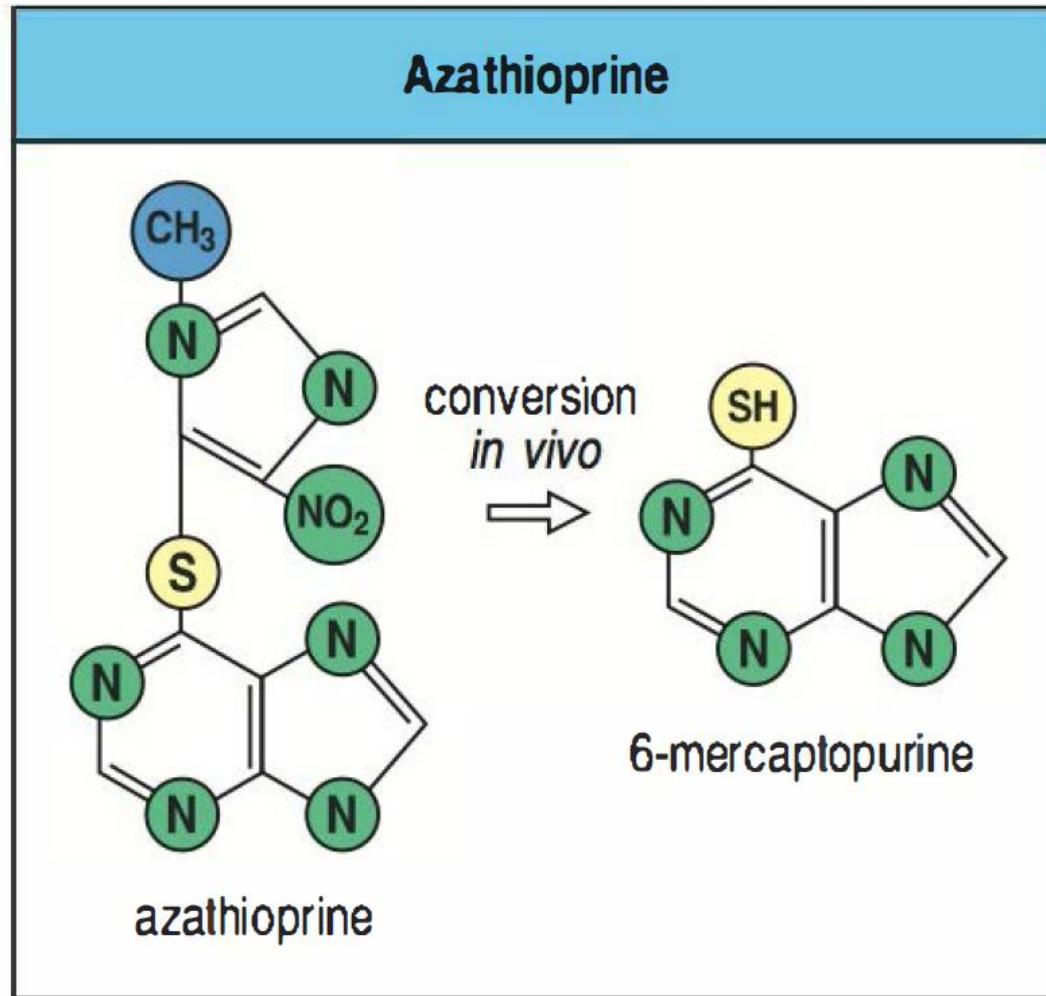 Azathioprine
CH₃
N
N
NO₂
S
N
N
N
N
azathioprine
conversion
in vivo
SH
N
N
N
N
6-mercaptopurine